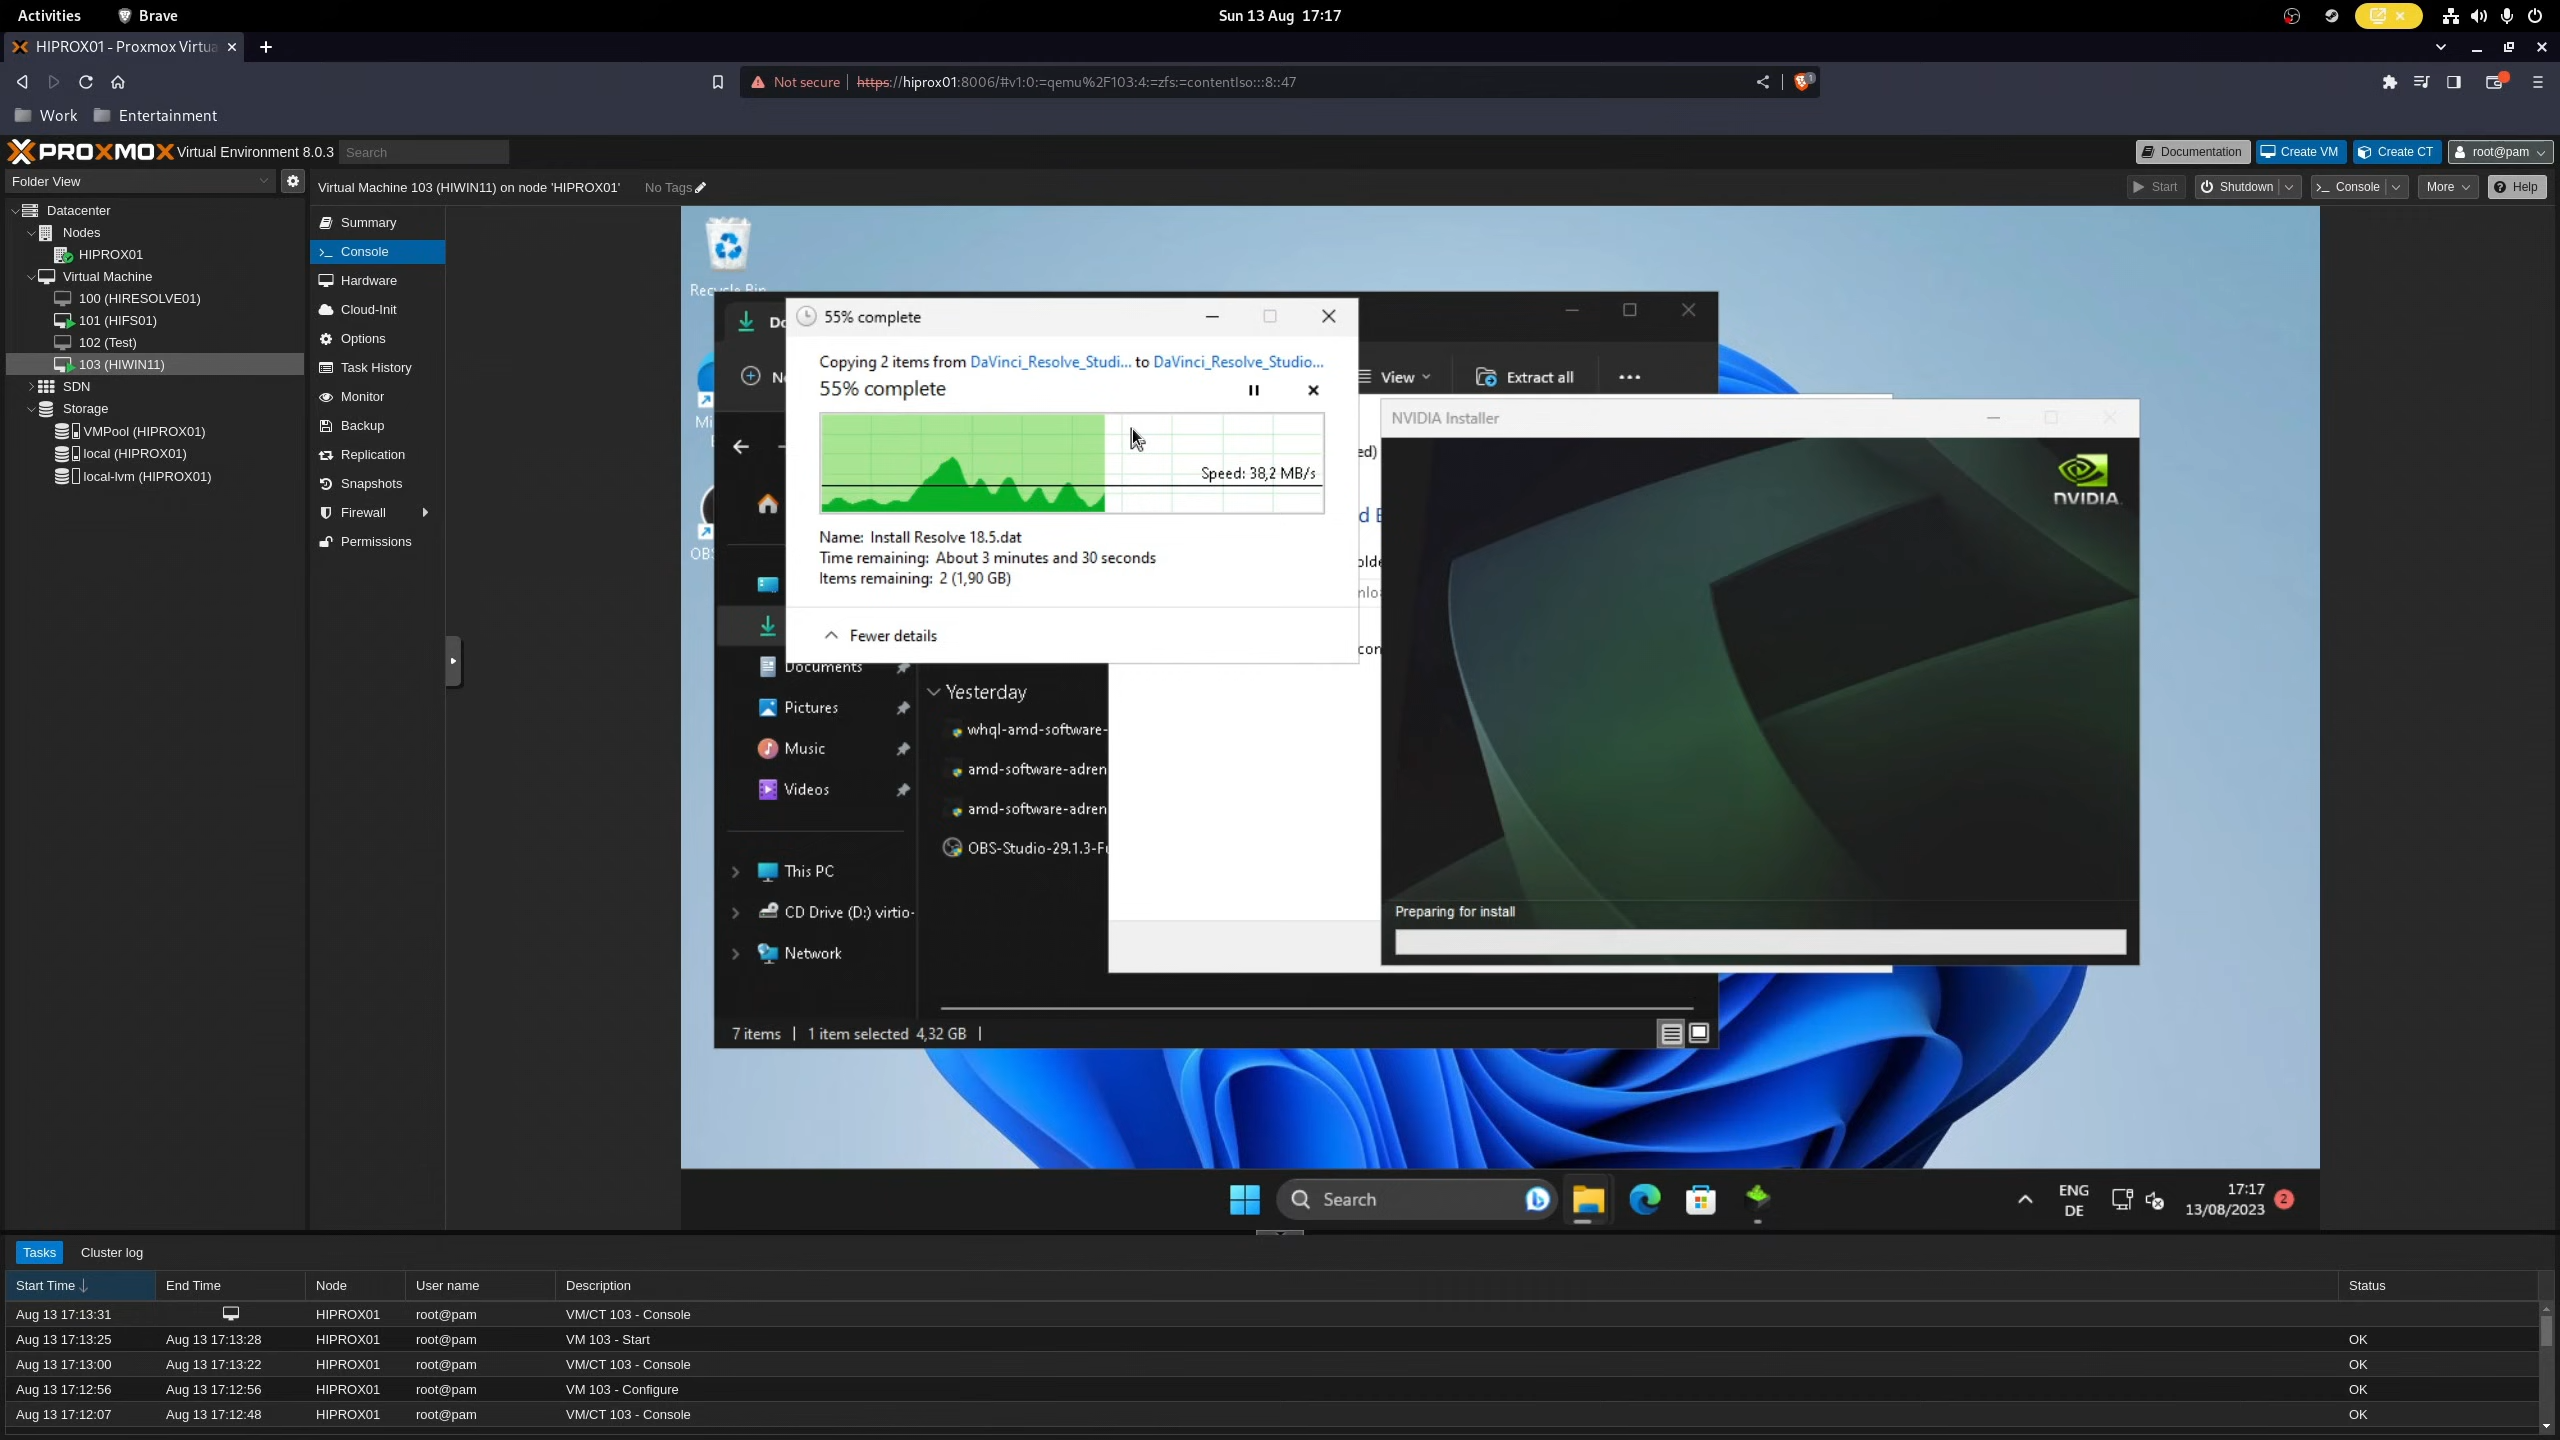 Activities
Brave
Sun 13 Aug 17:17
HIPROX01 - Proxmox Virtua
Not secure
https://hiprox01:8006/#v1:0:=qemu%2F103:4:=zfs:=contentIso:::8::47
1
Work
Entertainment
PROXMOX Virtual Environment 8.0.3
Search
Documentation
Create VM
Create CT
root@pam
Folder View
Virtual Machine 103 (HIWIN11) on node 'HIPROX01'
No Tags
Start
Shutdown
Console
More
Help
Datacenter
Nodes
HIPROX01
Virtual Machine
100 (HIRESOLVE01)
101 (HIFS01)
102 (Test)
103 (HIWIN11)
SDN
Storage
VMPool (HIPROX01)
local (HIPROX01)
local-lvm (HIPROX01)
Summary
Console
Hardware
Cloud-Init
Options
Task History
Monitor
Backup
Replication
Snapshots
Firewall
Permissions
55% complete
Copying 2 items from DaVinci_Resolve_Studi... to DaVinci_Resolve_Studio...
55% complete
Speed: 38,2 MB/s
Name: Install Resolve 18.5.dat
Time remaining: About 3 minutes and 30 seconds
Items remaining: 2 (1,90 GB)
Fewer details
View
Extract all
NVIDIA Installer
NVIDIA.
Preparing for install
Documents
Pictures
Music
Videos
This PC
CD Drive (D:) virtio-
Network
Yesterday
whql-amd-software-
amd-software-adren
amd-software-adren
OBS-Studio-29.1.3-Fu
7 items
1 item selected 4,32 GB
Search
ENG
DE
17:17
13/08/2023
2
Tasks
Cluster log
Start Time
End Time
Node
User name
Description
Status
Aug 13 17:13:31
HIPROX01
root@pam
VM/CT 103 - Console
Aug 13 17:13:25
Aug 13 17:13:28
HIPROX01
root@pam
VM 103 - Start
OK
Aug 13 17:13:00
Aug 13 17:13:22
HIPROX01
root@pam
VM/CT 103 - Console
OK
Aug 13 17:12:56
Aug 13 17:12:56
HIPROX01
root@pam
VM 103 - Configure
OK
Aug 13 17:12:07
Aug 13 17:12:48
HIPROX01
root@pam
VM/CT 103 - Console
OK